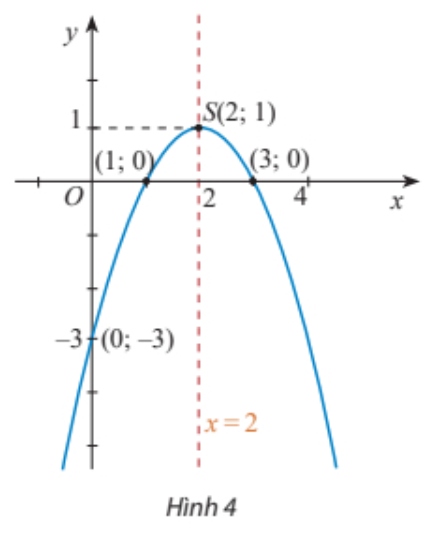 y
1
S(2; 1)
(1; 0)
(3; 0)
O
2
4
x
–3
(0; –3)
x = 2
Hình 4